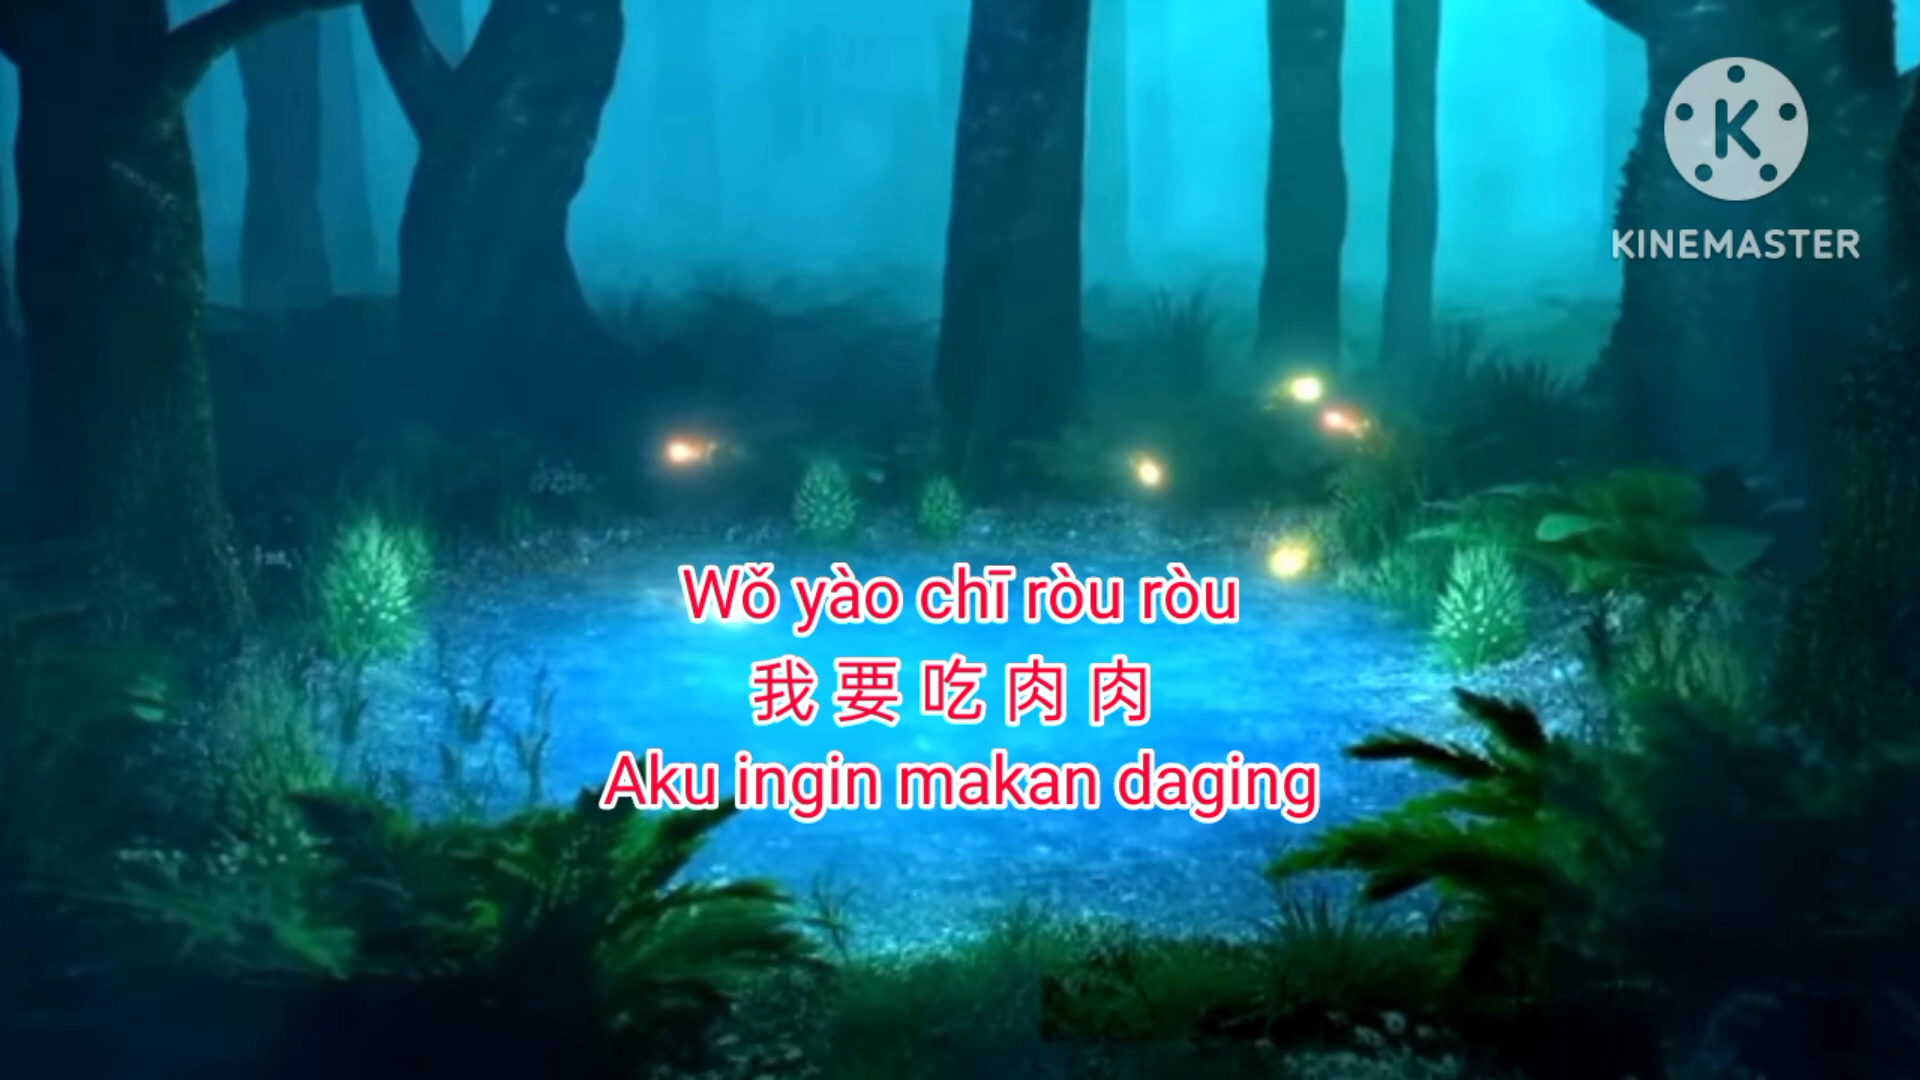 K
KINEMASTER
Wǒ yào chī ròu ròu
我 要 吃 肉 肉
Aku ingin makan daging